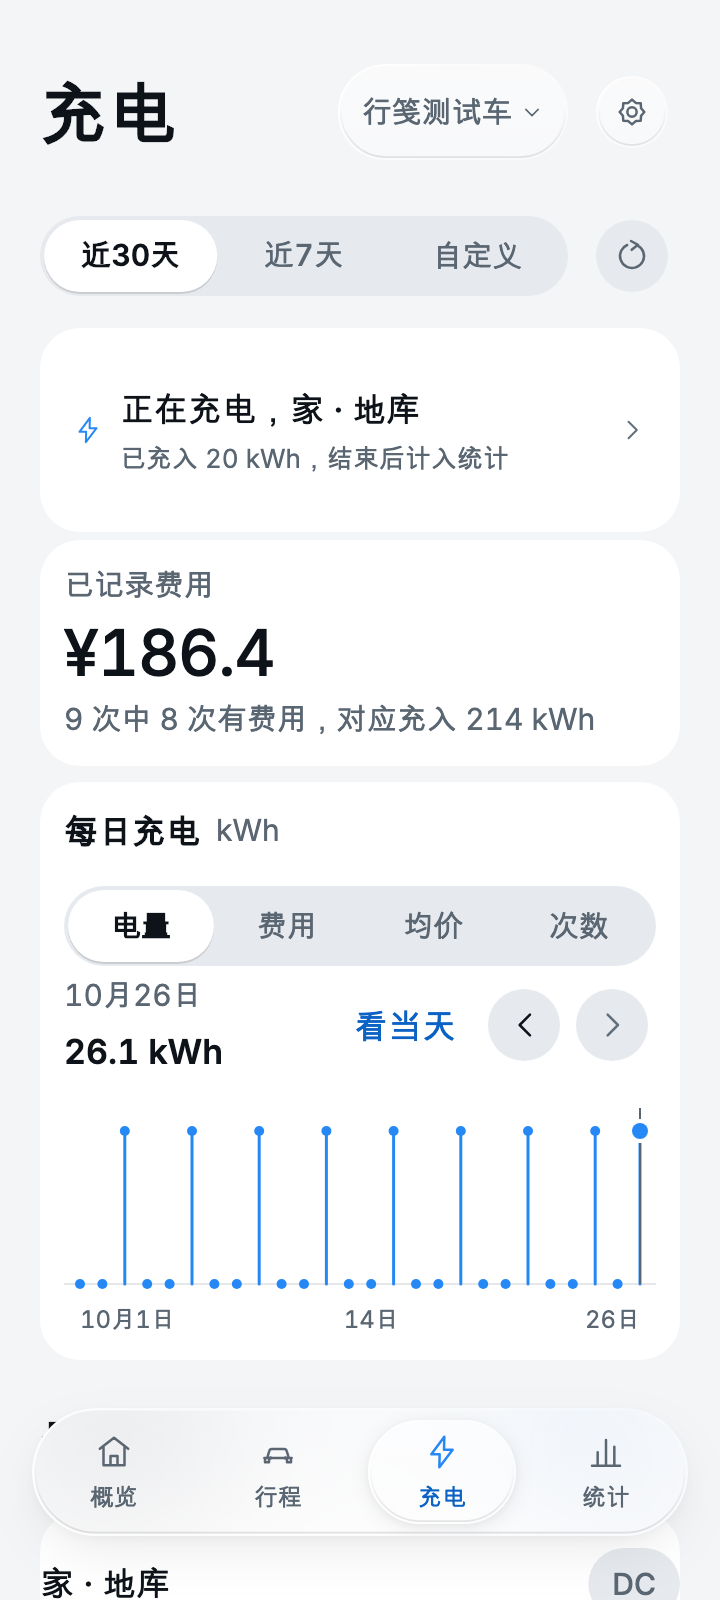 充电
行笺测试车
近30天
近7天
自定义
正在充电，家 · 地库
已充入 20 kWh，结束后计入统计
已记录费用
¥186.4
9 次中 8 次有费用，对应充入 214 kWh
每日充电 kWh
电量
费用
均价
次数
10月26日
26.1 kWh
看当天
10月1日
14日
26日
概览
行程
充电
统计
家 · 地库
DC